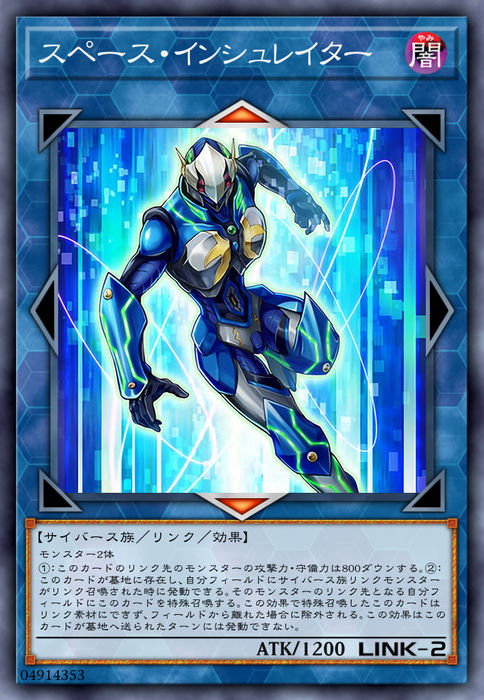 スペース・インシュレイター
やみ
闇
【サイバース族／リンク／効果】
モンスター2体
①:このカードのリンク先のモンスターの攻撃力・守備力は800ダウンする。②:
このカードが墓地に存在し、自分フィールドにサイバース族リンクモンスター
がリンク召喚された時に発動できる。そのモンスターのリンク先となる自分フ
ィールドにこのカードを特殊召喚する。この効果で特殊召喚したこのカードは
リンク素材にできず、フィールドから離れた場合に除外される。この効果はこの
カードが墓地へ送られたターンには発動できない。
ATK/1200 LINK-2
04914353